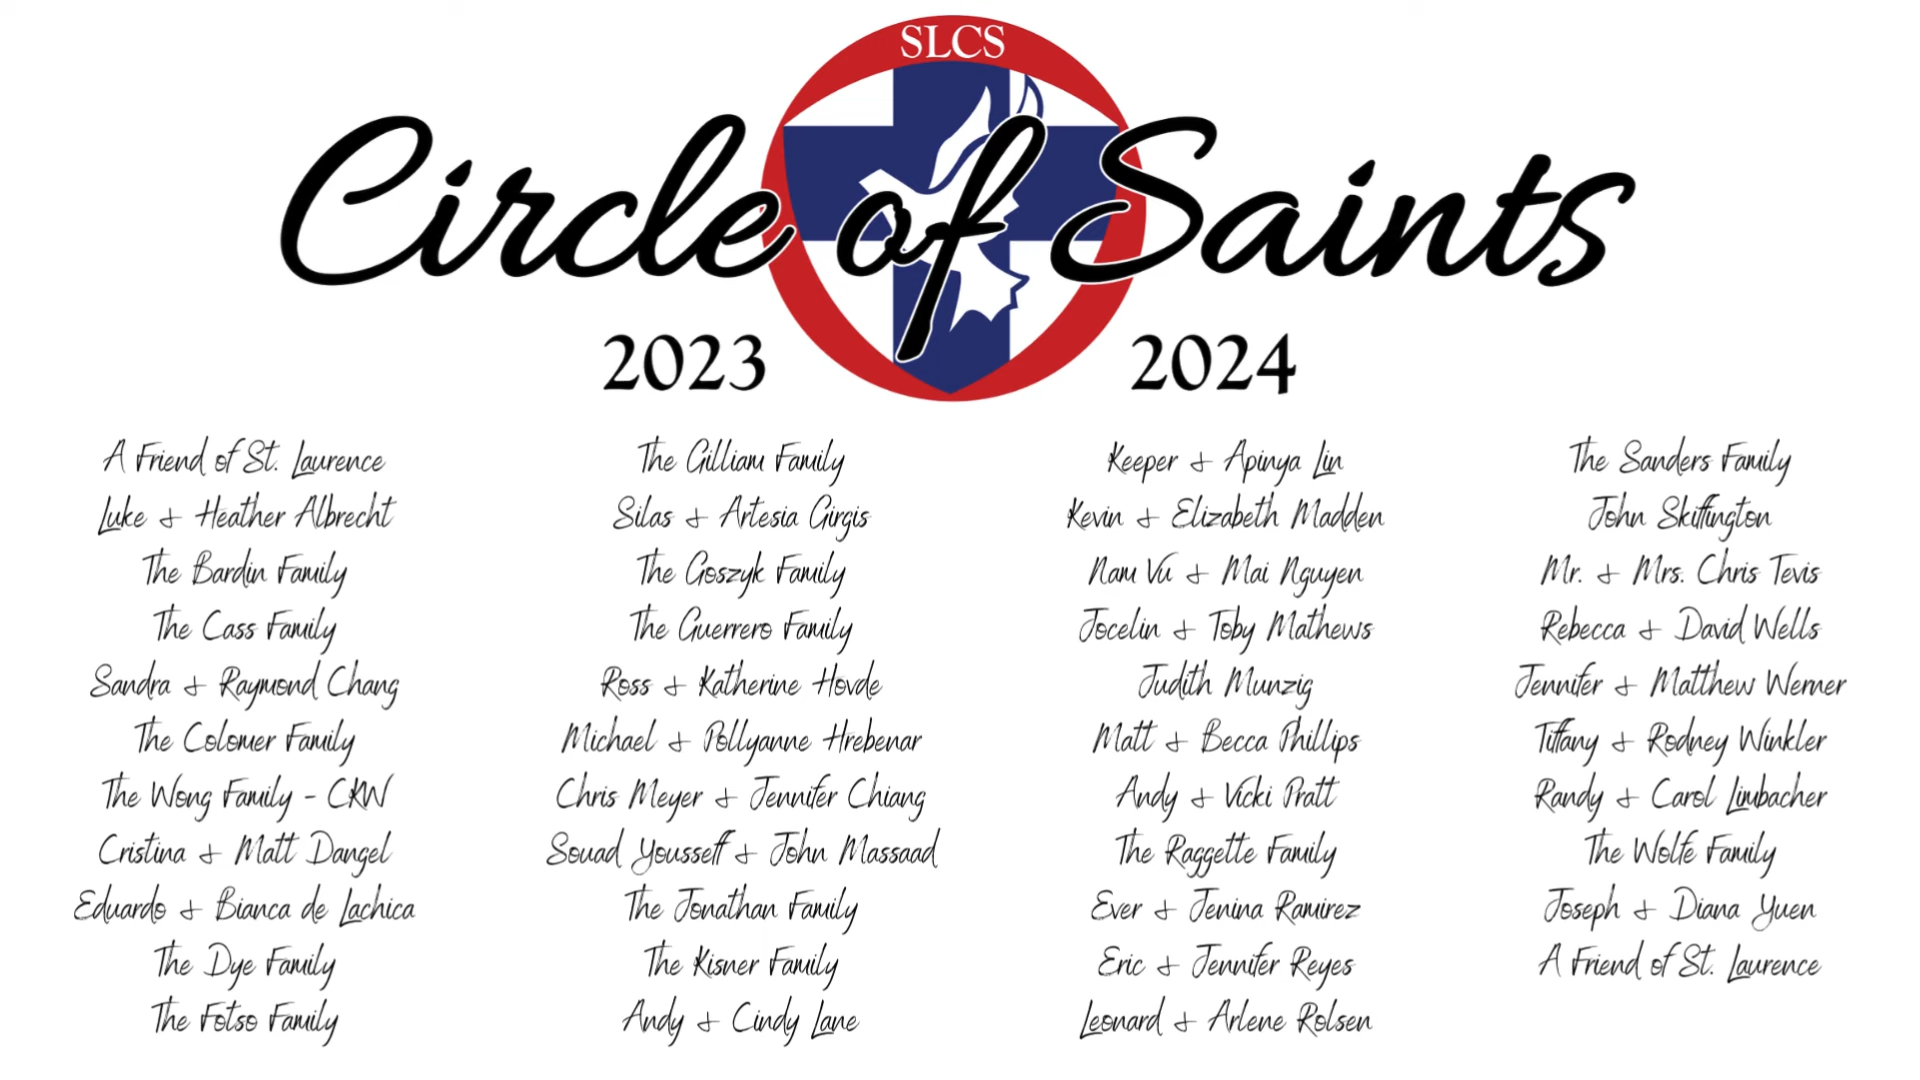 SLCS
Circle of Saints
2023 2024
A Friend of St. Laurence
Luke & Heather Albrecht
The Bardin Family
The Cass Family
Sandra & Raymond Chang
The Colomer Family
The Wong Family - CKW
Cristina & Matt Dangel
Eduardo & Bianca de Lachica
The Dye Family
The Fotso Family
The Gilliam Family
Silas & Artesia Girgis
The Goszyk Family
The Guerrero Family
Ross & Katherine Hovde
Michael & Pollyanne Hrebenar
Chris Meyer & Jennifer Chiang
Souad Yousseff & John Massaad
The Jonathan Family
The Kisner Family
Andy & Cindy Lane
Keeper & Apinya Lin
Kevin & Elizabeth Madden
Nam Vu & Mai Nguyen
Jocelin & Toby Mathews
Judith Munzig
Matt & Becca Phillips
Andy & Vicki Pratt
The Raggette Family
Ever & Jenina Ramirez
Eric & Jennifer Reyes
Leonard & Arlene Rolsen
The Sanders Family
John Skiffington
Mr. & Mrs. Chris Tevis
Rebecca & David Wells
Jennifer & Matthew Werner
Tiffany & Rodney Winkler
Randy & Carol Limbacher
The Wolfe Family
Joseph & Diana Yuen
A Friend of St. Laurence